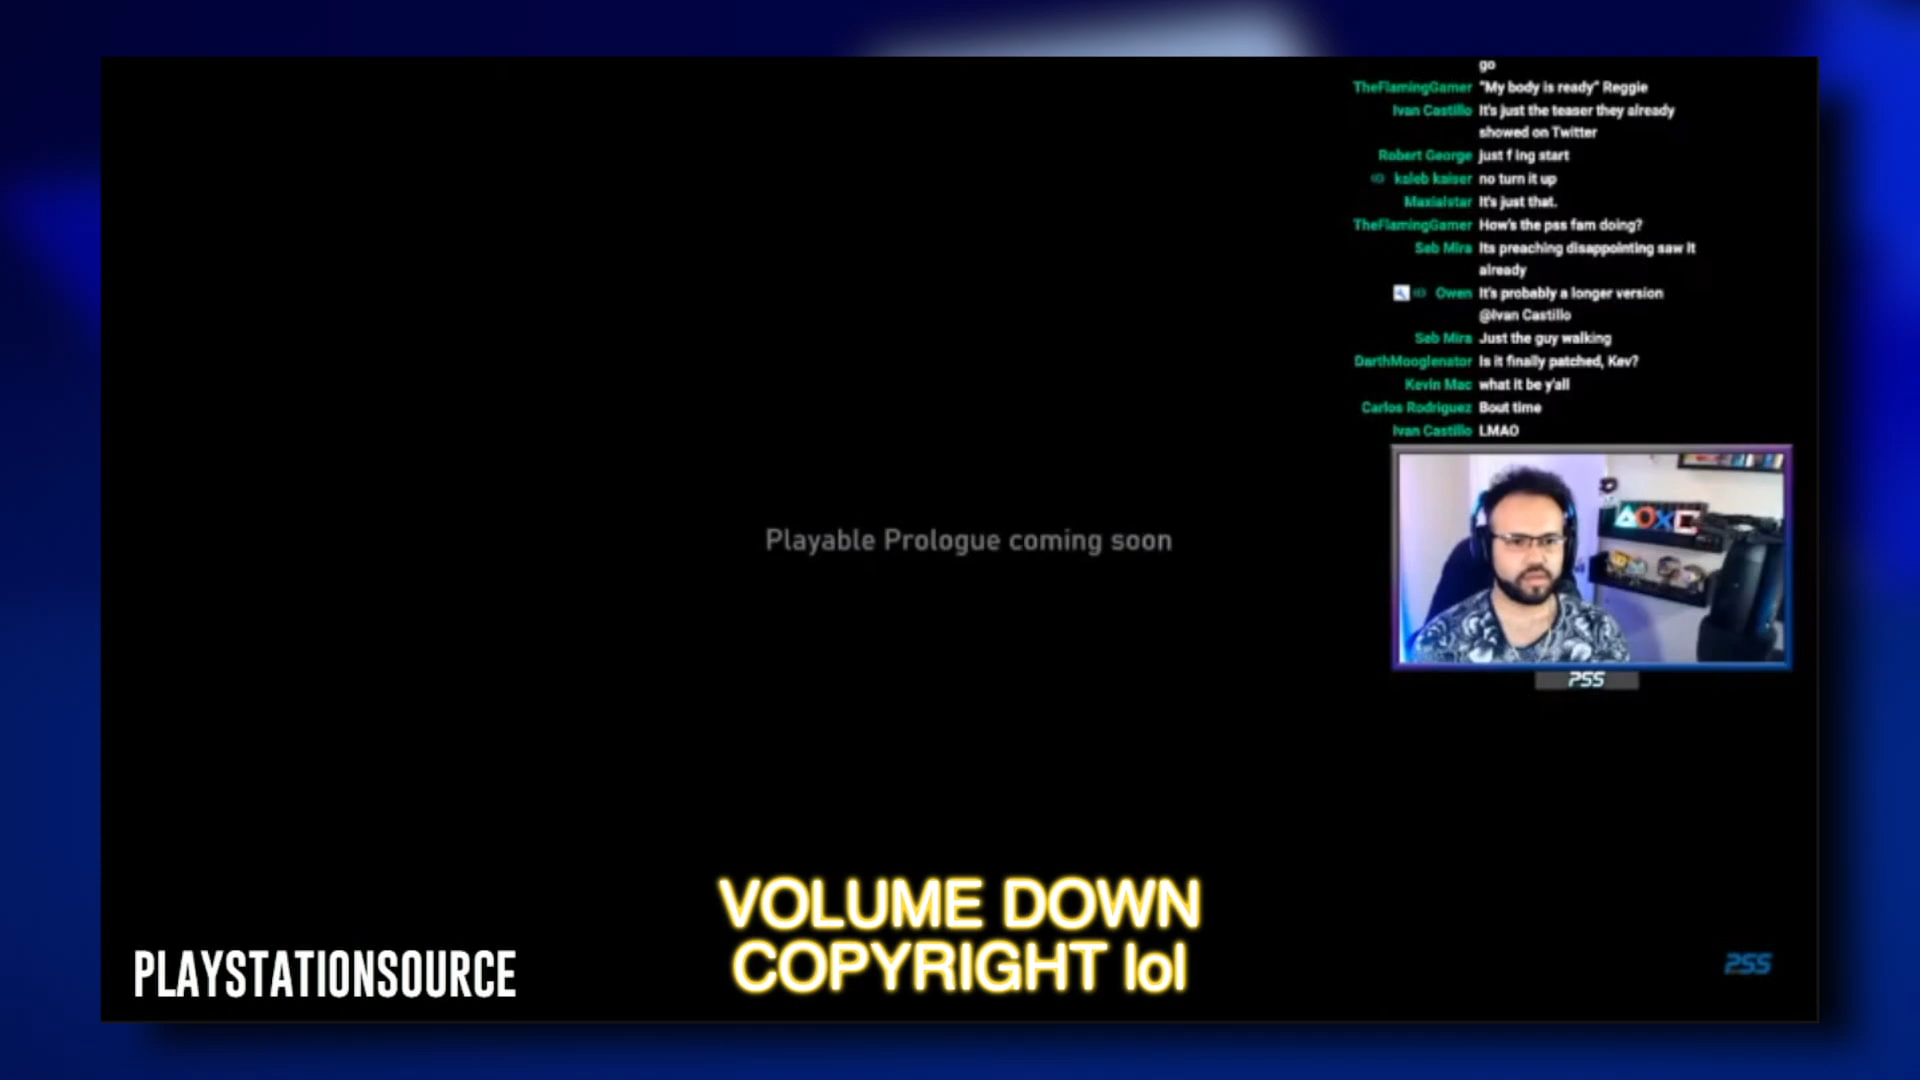 go
TheFlamingGamer "My body is ready" Reggie
Ivan Castillo It's just the teaser they already
showed on Twitter
Robert George just f ing start
kaleb kaiser no turn it up
Maxialstar It's just that.
TheFlamingGamer How's the pss fam doing?
Seb Mira Its preaching disappointing saw it
already
Owen It's probably a longer version
@Ivan Castillo
Seb Mira Just the guy walking
DarthMooglenator Is it finally patched, Kev?
Kevin Mac what it be y'all
Carlos Rodriguez Bout time
Ivan Castillo LMAO
Playable Prologue coming soon
PSS
VOLUME DOWN
COPYRIGHT lol
PLAYSTATIONSOURCE
PSS